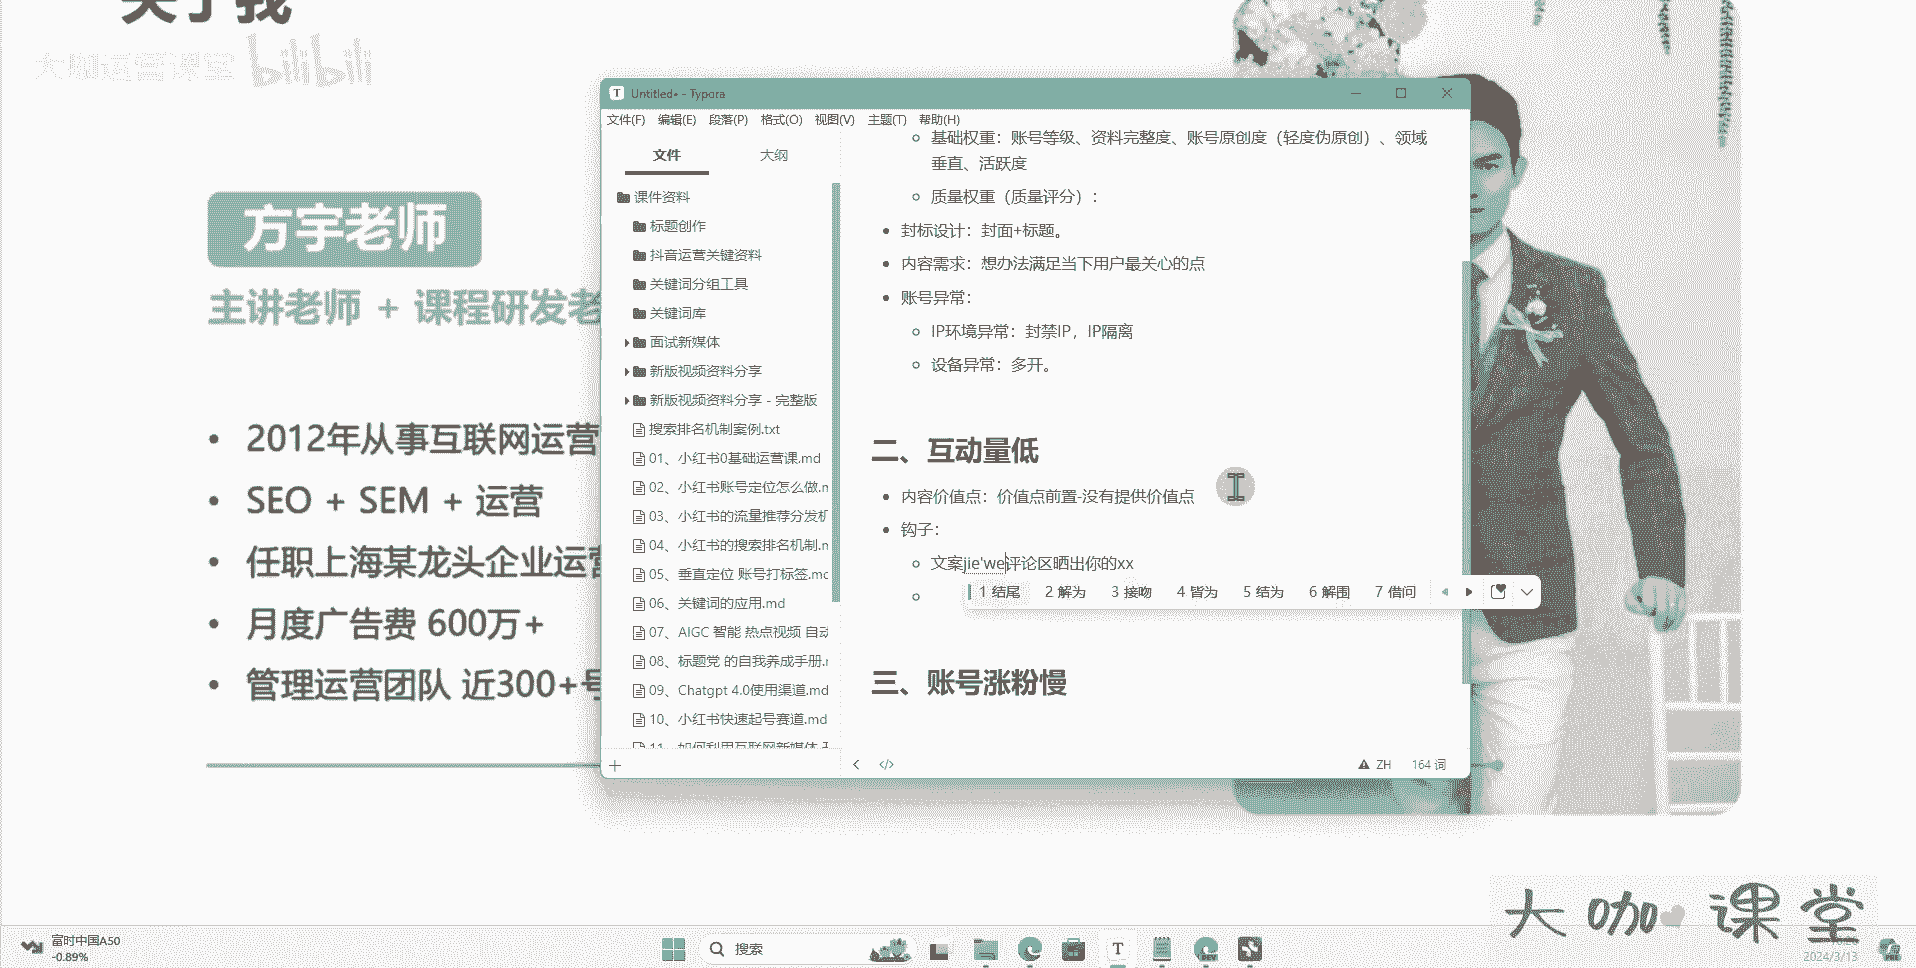 关于我
大咖运营课堂 bilibili
方宇老师
主讲老师 + 课程研发老
• 2012年从事互联网运营
• SEO + SEM + 运营
• 任职上海某龙头企业运营
• 月度广告费 600万+
• 管理运营团队 近300+号
Untitled• - Typora
文件(F) 编辑(E) 段落(P) 格式(O) 视图(V) 主题(T) 帮助(H)
文件 大纲
课件资料
标题创作
抖音运营关键资料
关键词分组工具
关键词库
面试新媒体
新版视频资料分享
新版视频资料分享 - 完整版
搜索排名机制案例.txt
01、小红书0基础运营课.md
02、小红书账号定位怎么做.m
03、小红书的流量推荐分发机
04、小红书的搜索排名机制.m
05、垂直定位 账号打标签.md
06、关键词的应用.md
07、AIGC 智能 热点视频 自动
08、标题党 的自我养成手册.m
09、Chatgpt 4.0使用渠道.md
10、小红书快速起号赛道.md
11、如何利用互联网新媒体
基础权重：账号等级、资料完整度、账号原创度（轻度伪原创）、领域
垂直、活跃度
质量权重（质量评分）：
• 封标设计：封面+标题。
• 内容需求：想办法满足当下用户最关心的点
• 账号异常：
IP环境异常：封禁IP，IP隔离
设备异常：多开。
二、互动量低
• 内容价值点：价值点前置-没有提供价值点
• 钩子：
文案jie'we评论区晒出你的xx
1 结尾 2 解为 3 接吻 4 皆为 5 结为 6 解围 7 借问
三、账号涨粉慢
ZH 164 词
大咖课堂
富时中国A50
-0.89%
搜索
T
DEV
2024/3/13
PRE